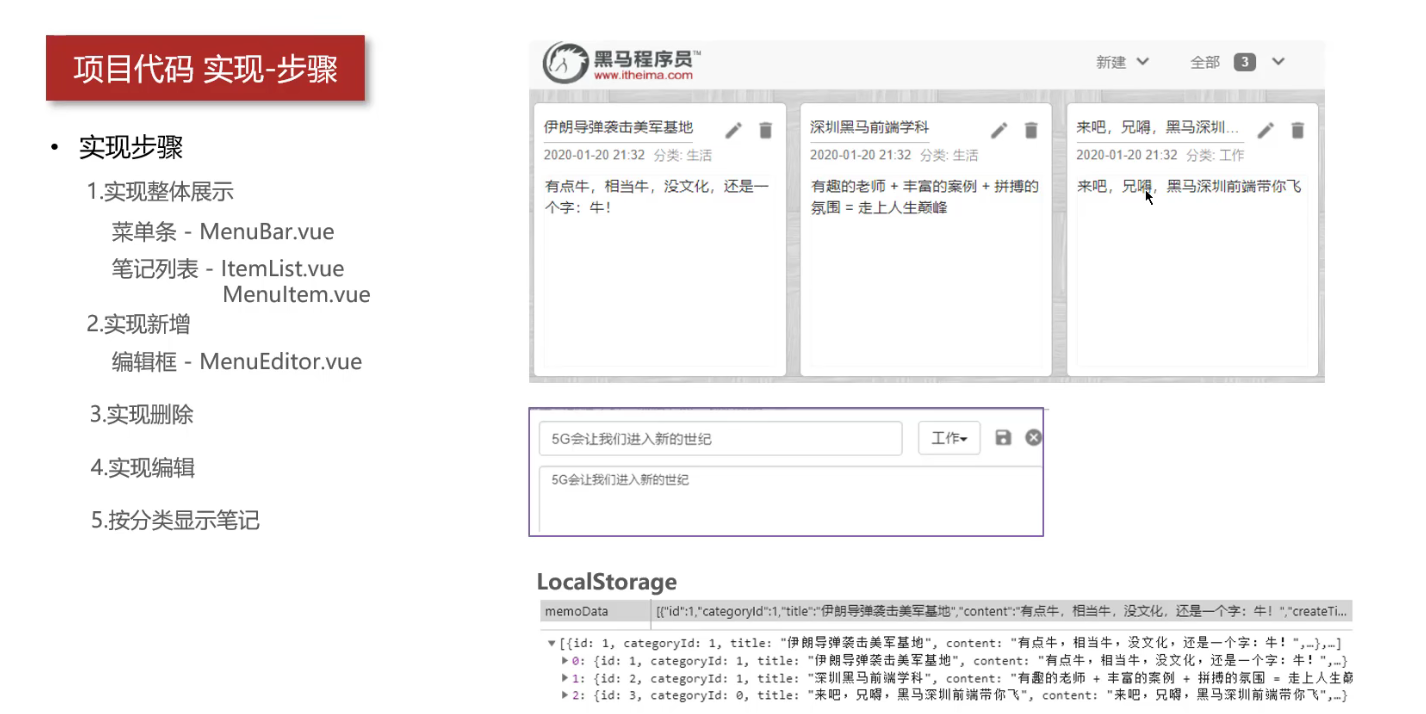 项目代码 实现-步骤
• 实现步骤
1.实现整体展示
菜单条 - MenuBar.vue
笔记列表 - ItemList.vue
MenuItem.vue
2.实现新增
编辑框 - MenuEditor.vue
3.实现删除
4.实现编辑
5.按分类显示笔记
黑马程序员™
www.itheima.com
新建
全部 3
伊朗导弹袭击美军基地
2020-01-20 21:32 分类: 生活
有点牛，相当牛，没文化，还是一
个字：牛！
深圳黑马前端学科
2020-01-20 21:32 分类: 生活
有趣的老师 + 丰富的案例 + 拼搏的
氛围 = 走上人生巅峰
来吧，兄嘚，黑马深圳...
2020-01-20 21:32 分类: 工作
来吧，兄嘚，黑马深圳前端带你飞
5G会让我们进入新的世纪
工作
5G会让我们进入新的世纪
LocalStorage
memoData [{"id":1,"categoryId":1,"title":"伊朗导弹袭击美军基地","content":"有点牛，相当牛，没文化，还是一个字：牛！","createTi...
[{id: 1, categoryId: 1, title: "伊朗导弹袭击美军基地", content: "有点牛，相当牛，没文化，还是一个字：牛！",…},…]
0: {id: 1, categoryId: 1, title: "伊朗导弹袭击美军基地", content: "有点牛，相当牛，没文化，还是一个字：牛！",…}
1: {id: 2, categoryId: 1, title: "深圳黑马前端学科", content: "有趣的老师 + 丰富的案例 + 拼搏的氛围 = 走上人生巅
2: {id: 3, categoryId: 0, title: "来吧，兄嘚，黑马深圳前端带你飞", content: "来吧，兄嘚，黑马深圳前端带你飞",…}